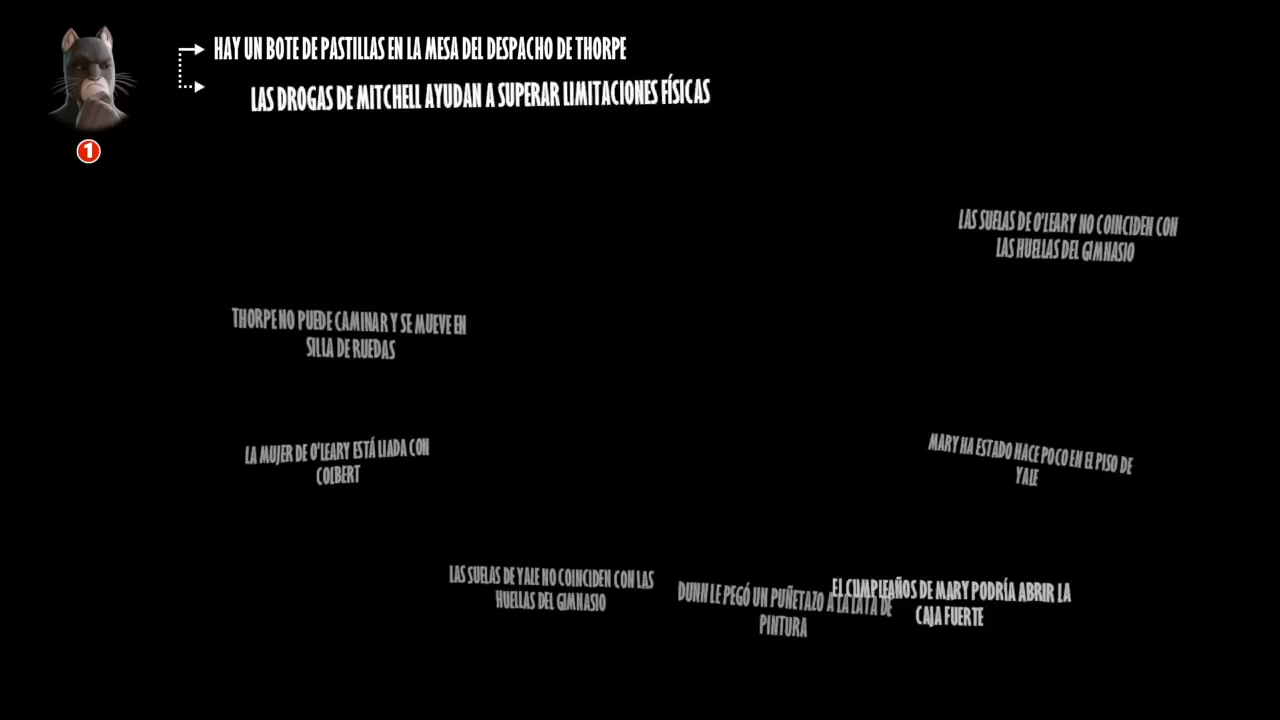 HAY UN BOTE DE PASTILLAS EN LA MESA DEL DESPACHO DE THORPE
LAS DROGAS DE MITCHELL AYUDAN A SUPERAR LIMITACIONES FÍSICAS
1
LAS SUELAS DE O'LEARY NO COINCIDEN CON
LAS HUELLAS DEL GIMNASIO
THORPE NO PUEDE CAMINAR Y SE MUEVE EN
SILLA DE RUEDAS
LA MUJER DE O'LEARY ESTÁ LIADA CON
COLBERT
MARY HA ESTADO HACE POCO EN EL PISO DE
YALE
LAS SUELAS DE YALE NO COINCIDEN CON LAS
HUELLAS DEL GIMNASIO
DUNN LE PEGÓ UN PUÑETAZO A LA LATA DE
PINTURA
EL CUMPLEAÑOS DE MARY PODRÍA ABRIR LA
CAJA FUERTE